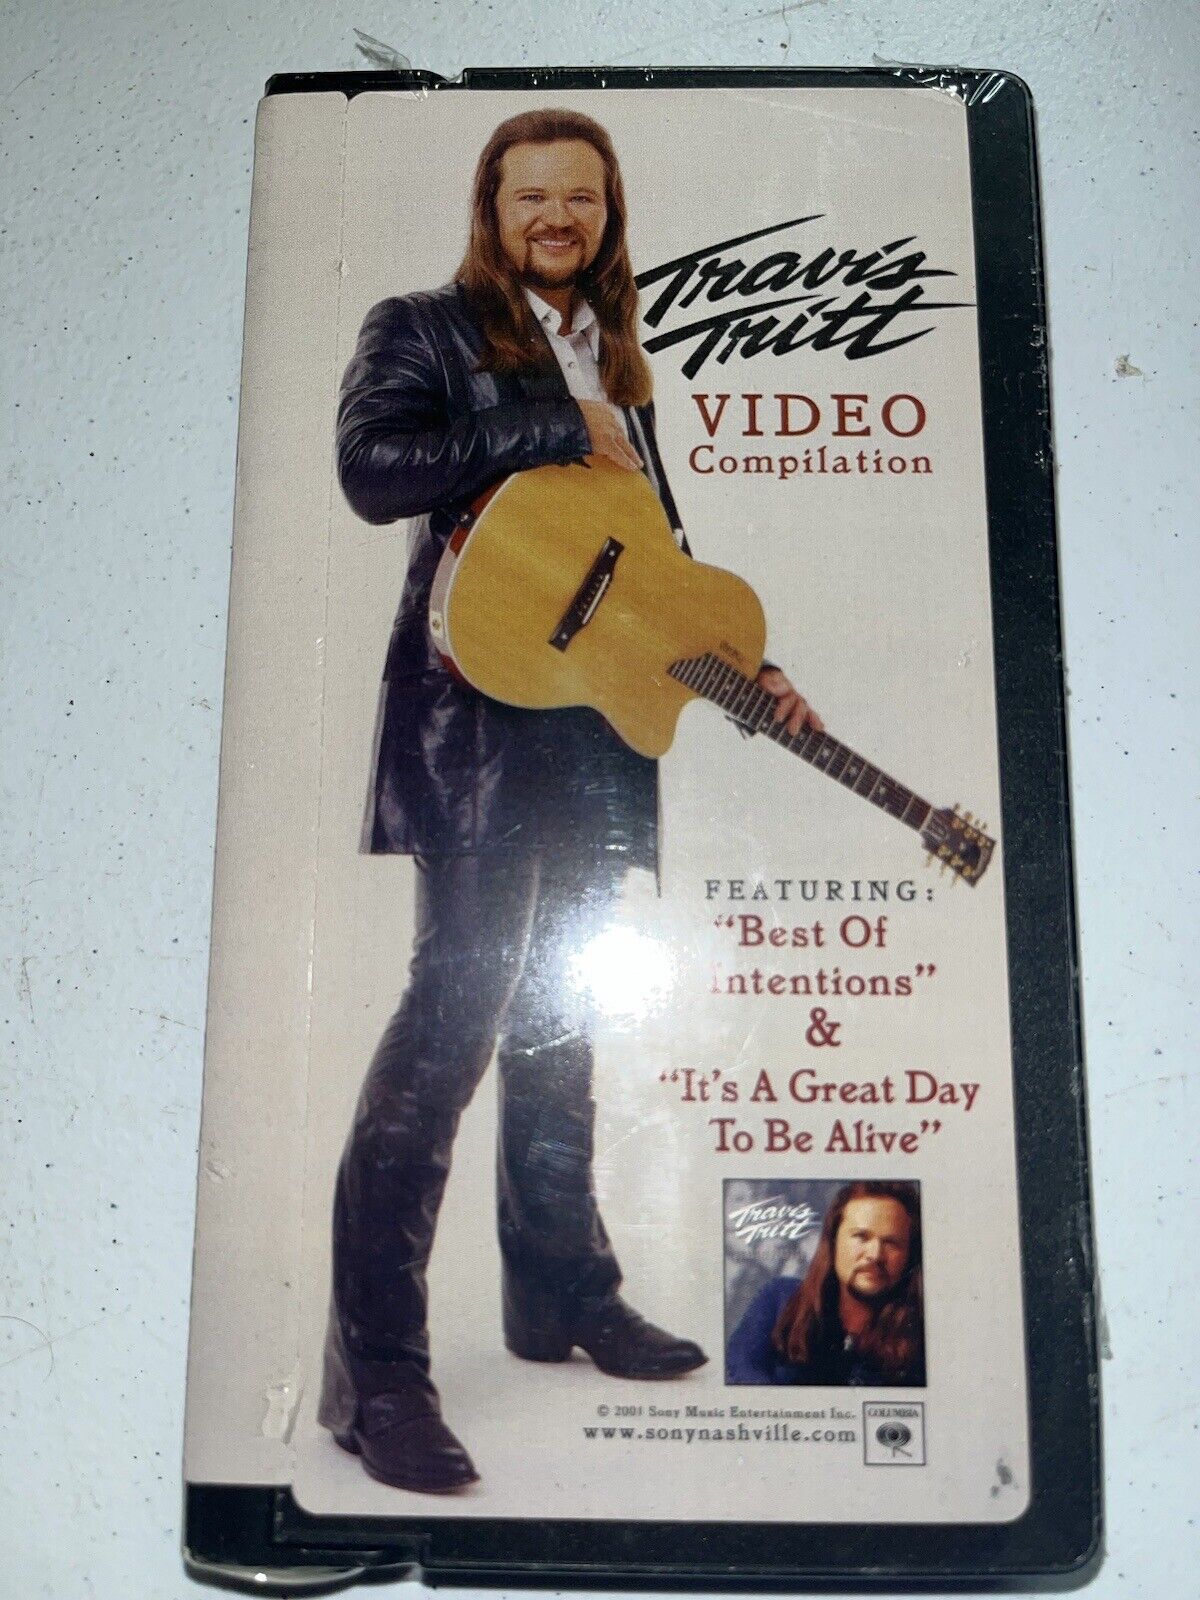 Travis
Tritt
VIDEO
Compilation
FEATURING:
“Best Of
Intentions”
&
“It's A Great Day
To Be Alive”
Travis
Tritt
© 2001 Sony Music Entertainment Inc.
www.sonynashville.com
COLUMBIA